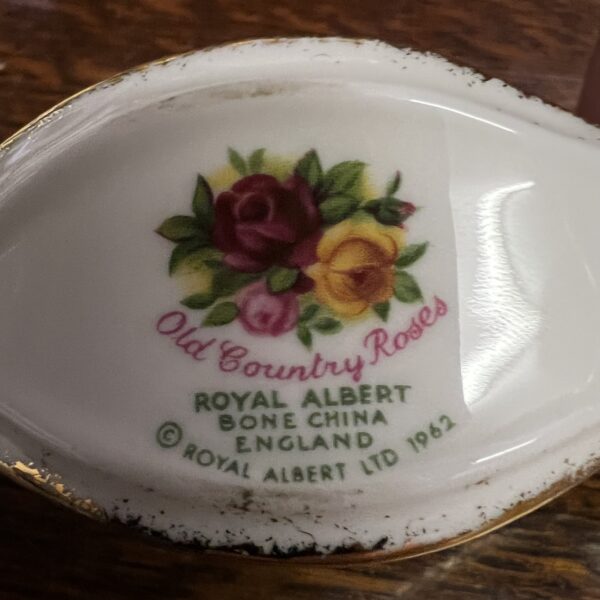 Old Country Roses
ROYAL ALBERT
BONE CHINA
ENGLAND
© ROYAL ALBERT LTD 1962